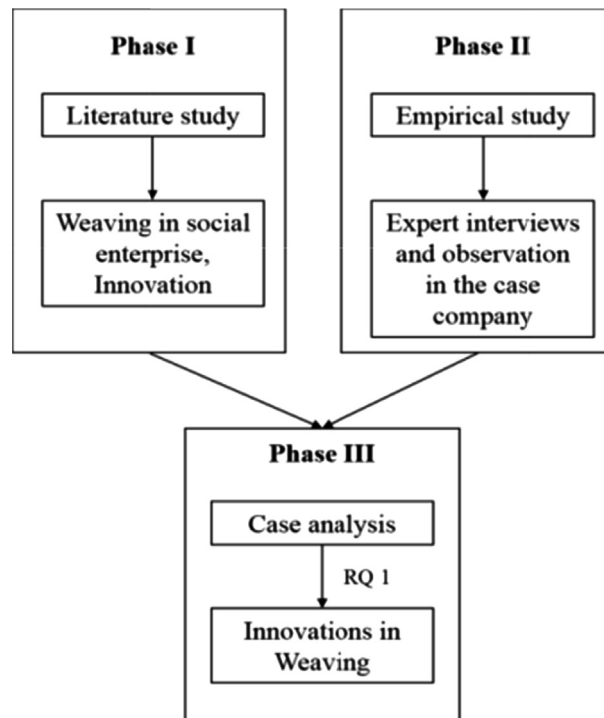 Phase I
Literature study
Weaving in social
enterprise,
Innovation
Phase II
Empirical study
Expert interviews
and observation
in the case
company
Phase III
Case analysis
RQ 1
Innovations in
Weaving